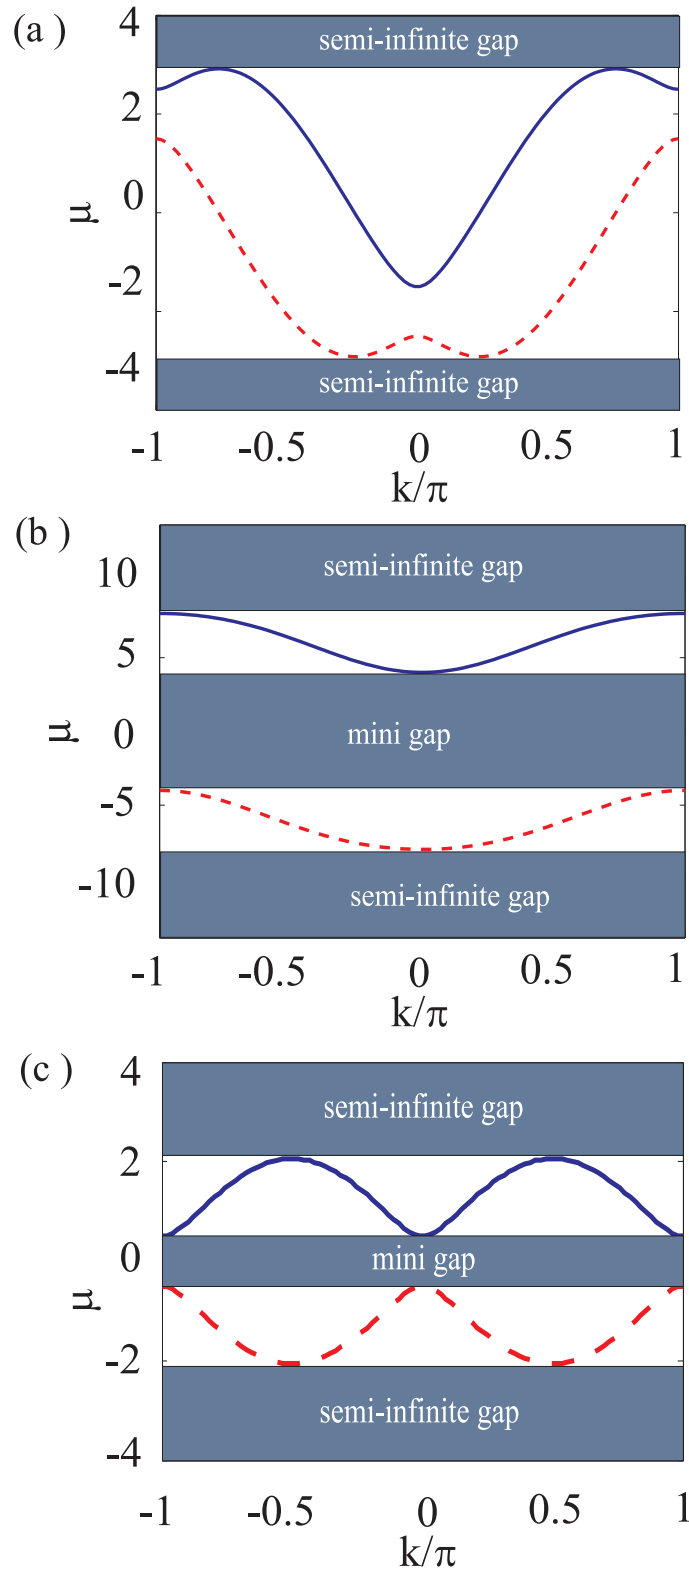 (a )
4
semi-infinite gap
2
0
μ
-2
-4
semi-infinite gap
-1 -0.5 0 0.5 1
k/π
(b )
semi-infinite gap
10
5
0
μ
mini gap
-5
-10
semi-infinite gap
-1 -0.5 0 0.5 1
k/π
(c )
4
semi-infinite gap
2
0
mini gap
μ
-2
semi-infinite gap
-4
-1 -0.5 0 0.5 1
k/π